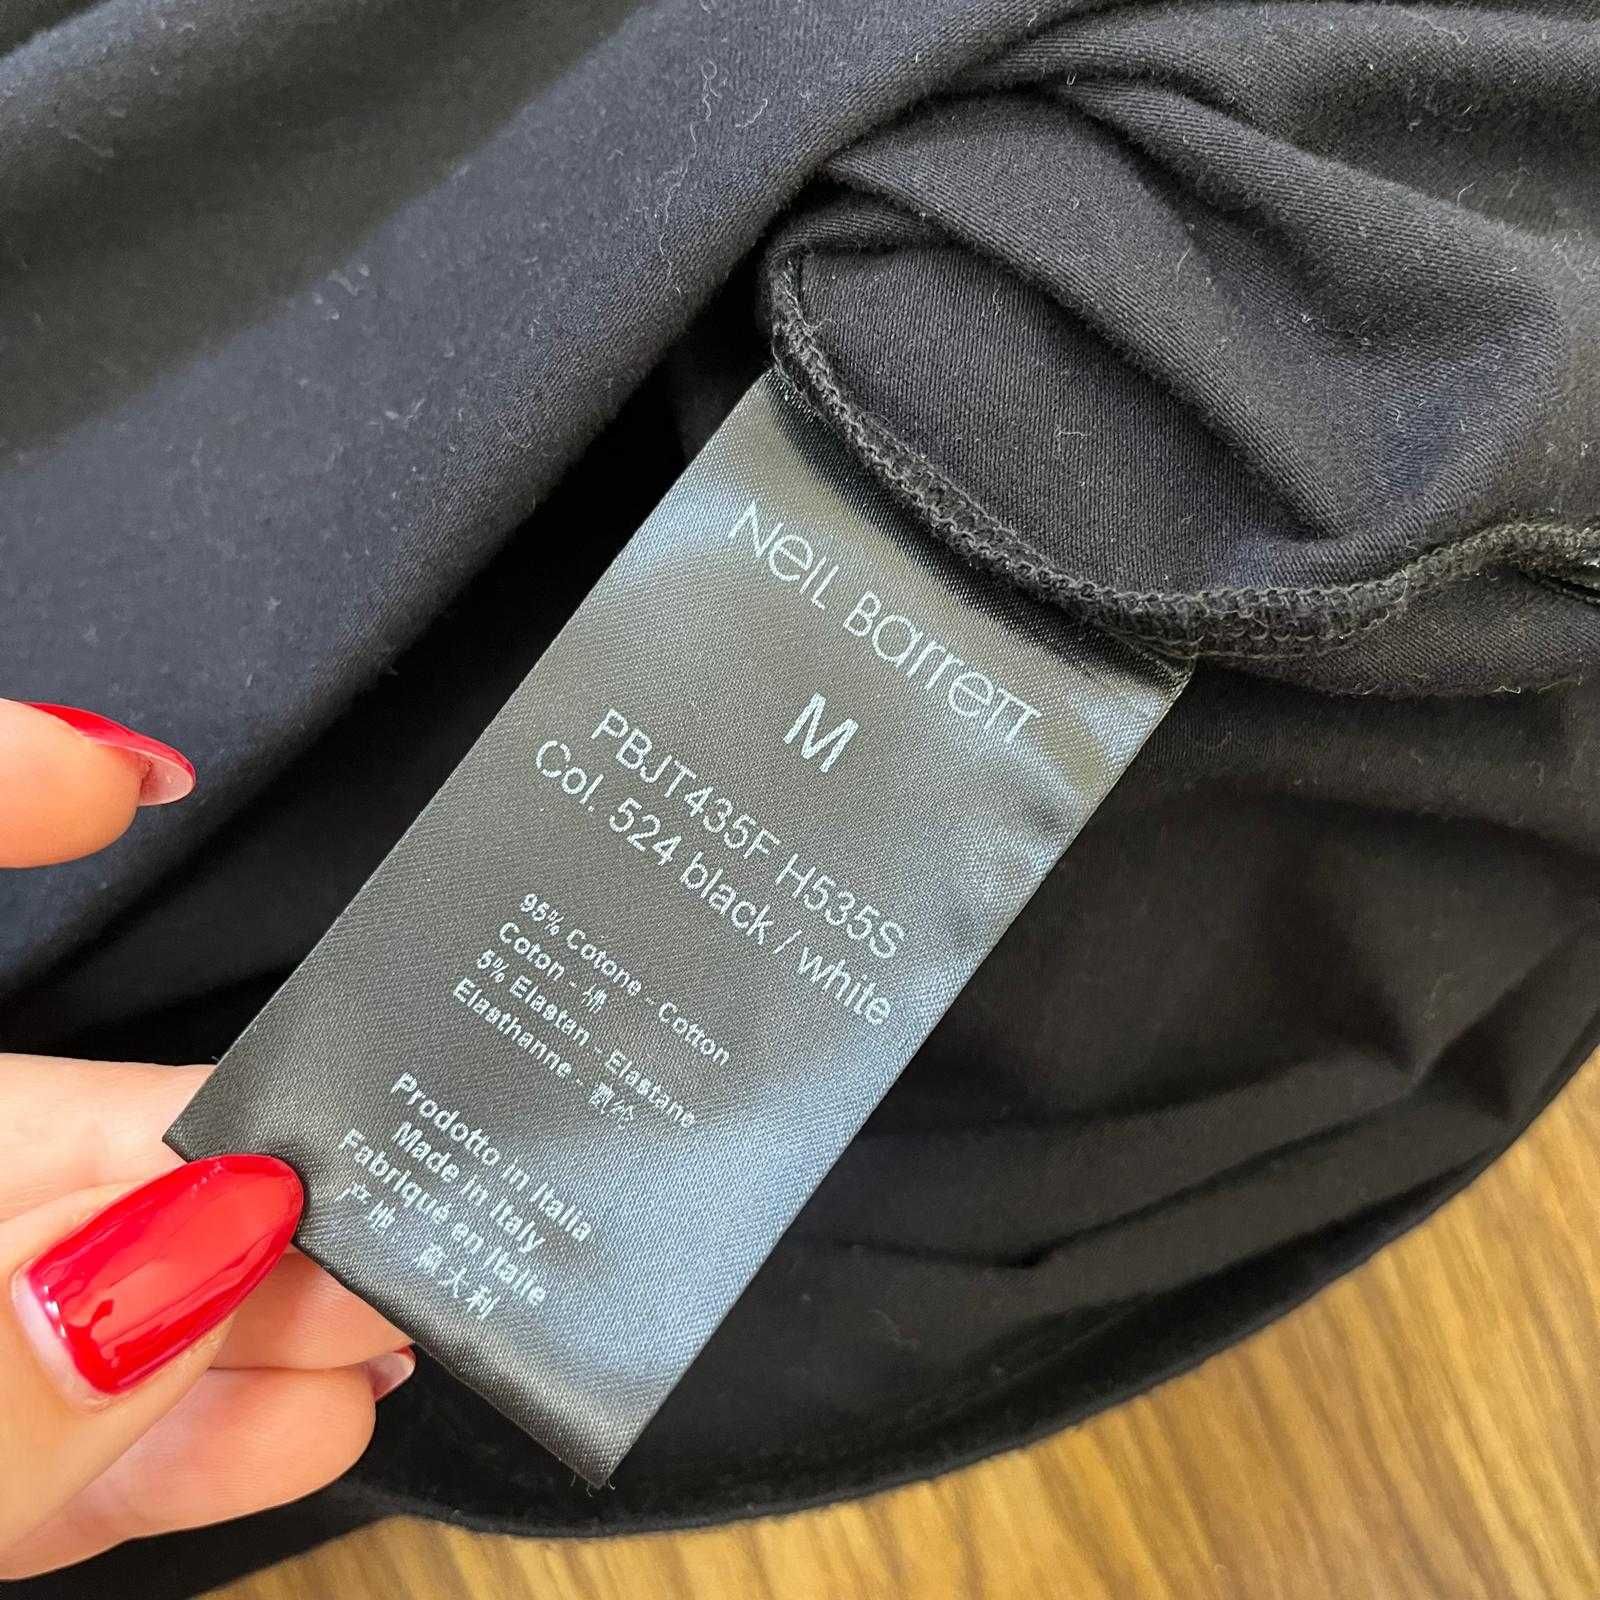 Neil Barrett
M
PBJT435F H535S
Col. 524 black / white
95% Cotone - Cotton
Coton - 棉
5% Elastan - Elastane
Elasthanne - 氨纶
Prodotto in Italia
Made in Italy
Fabriqué en Italie
产地: 意大利